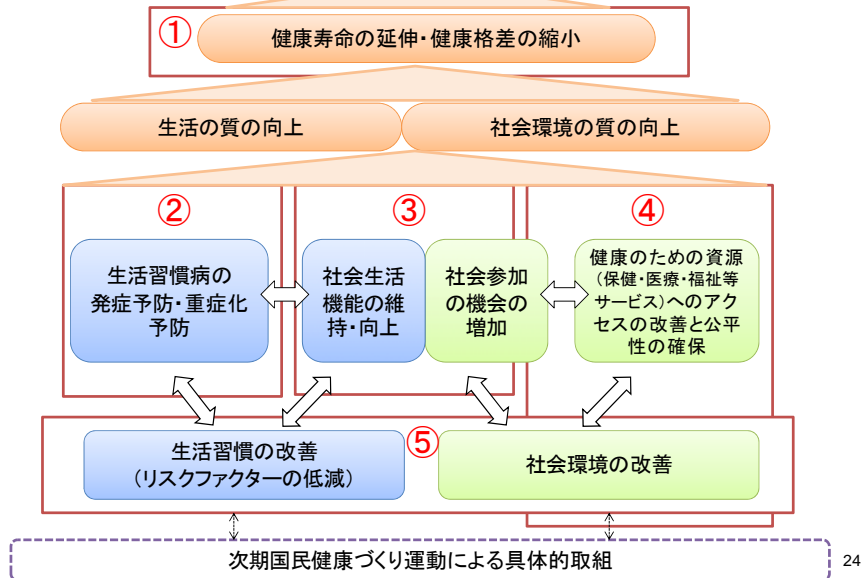 ①
健康寿命の延伸・健康格差の縮小
生活の質の向上
社会環境の質の向上
②
③
④
生活習慣病の
発症予防・重症化
予防
社会生活
機能の維
持・向上
社会参加
の機会の
増加
健康のための資源
（保健・医療・福祉等
サービス）へのアク
セスの改善と公平
性の確保
⑤
生活習慣の改善
（リスクファクターの低減）
社会環境の改善
次期国民健康づくり運動による具体的取組
24